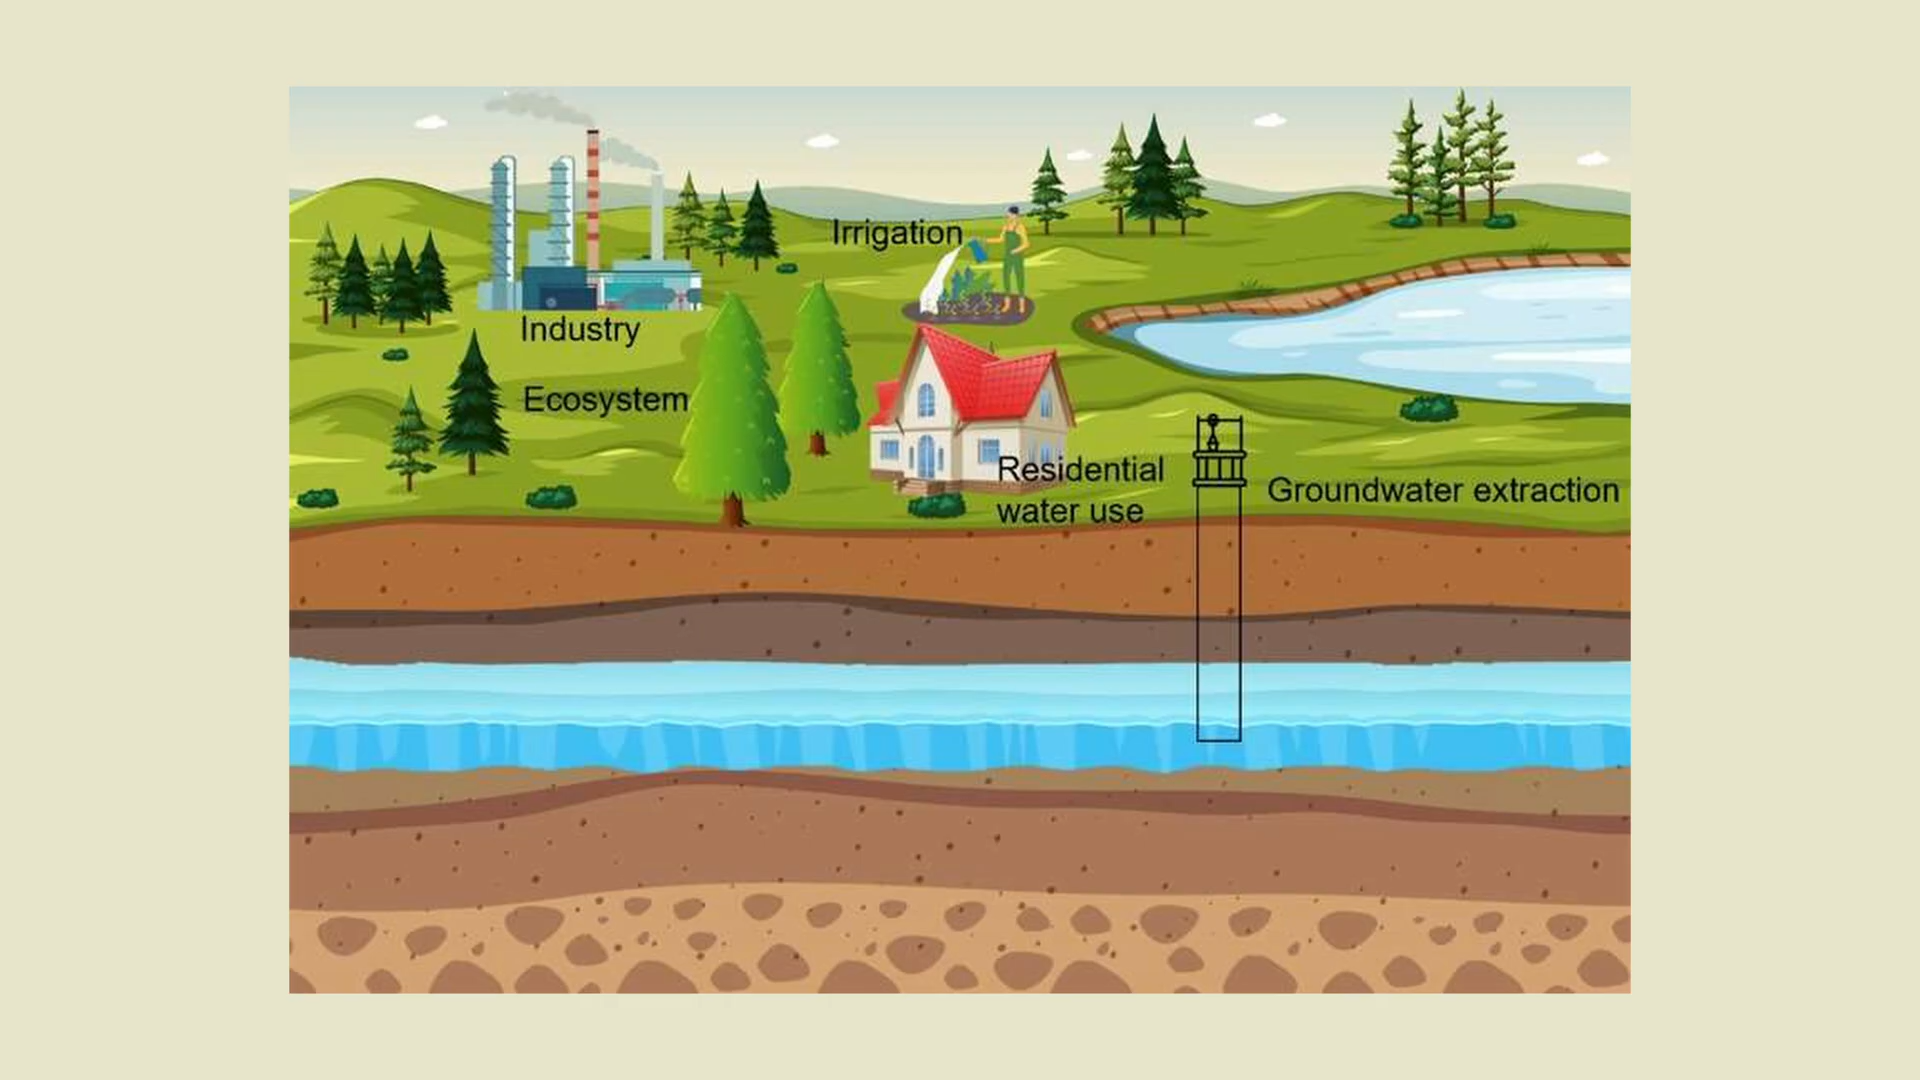 Irrigation
Industry
Ecosystem
Residential
water use
Groundwater extraction